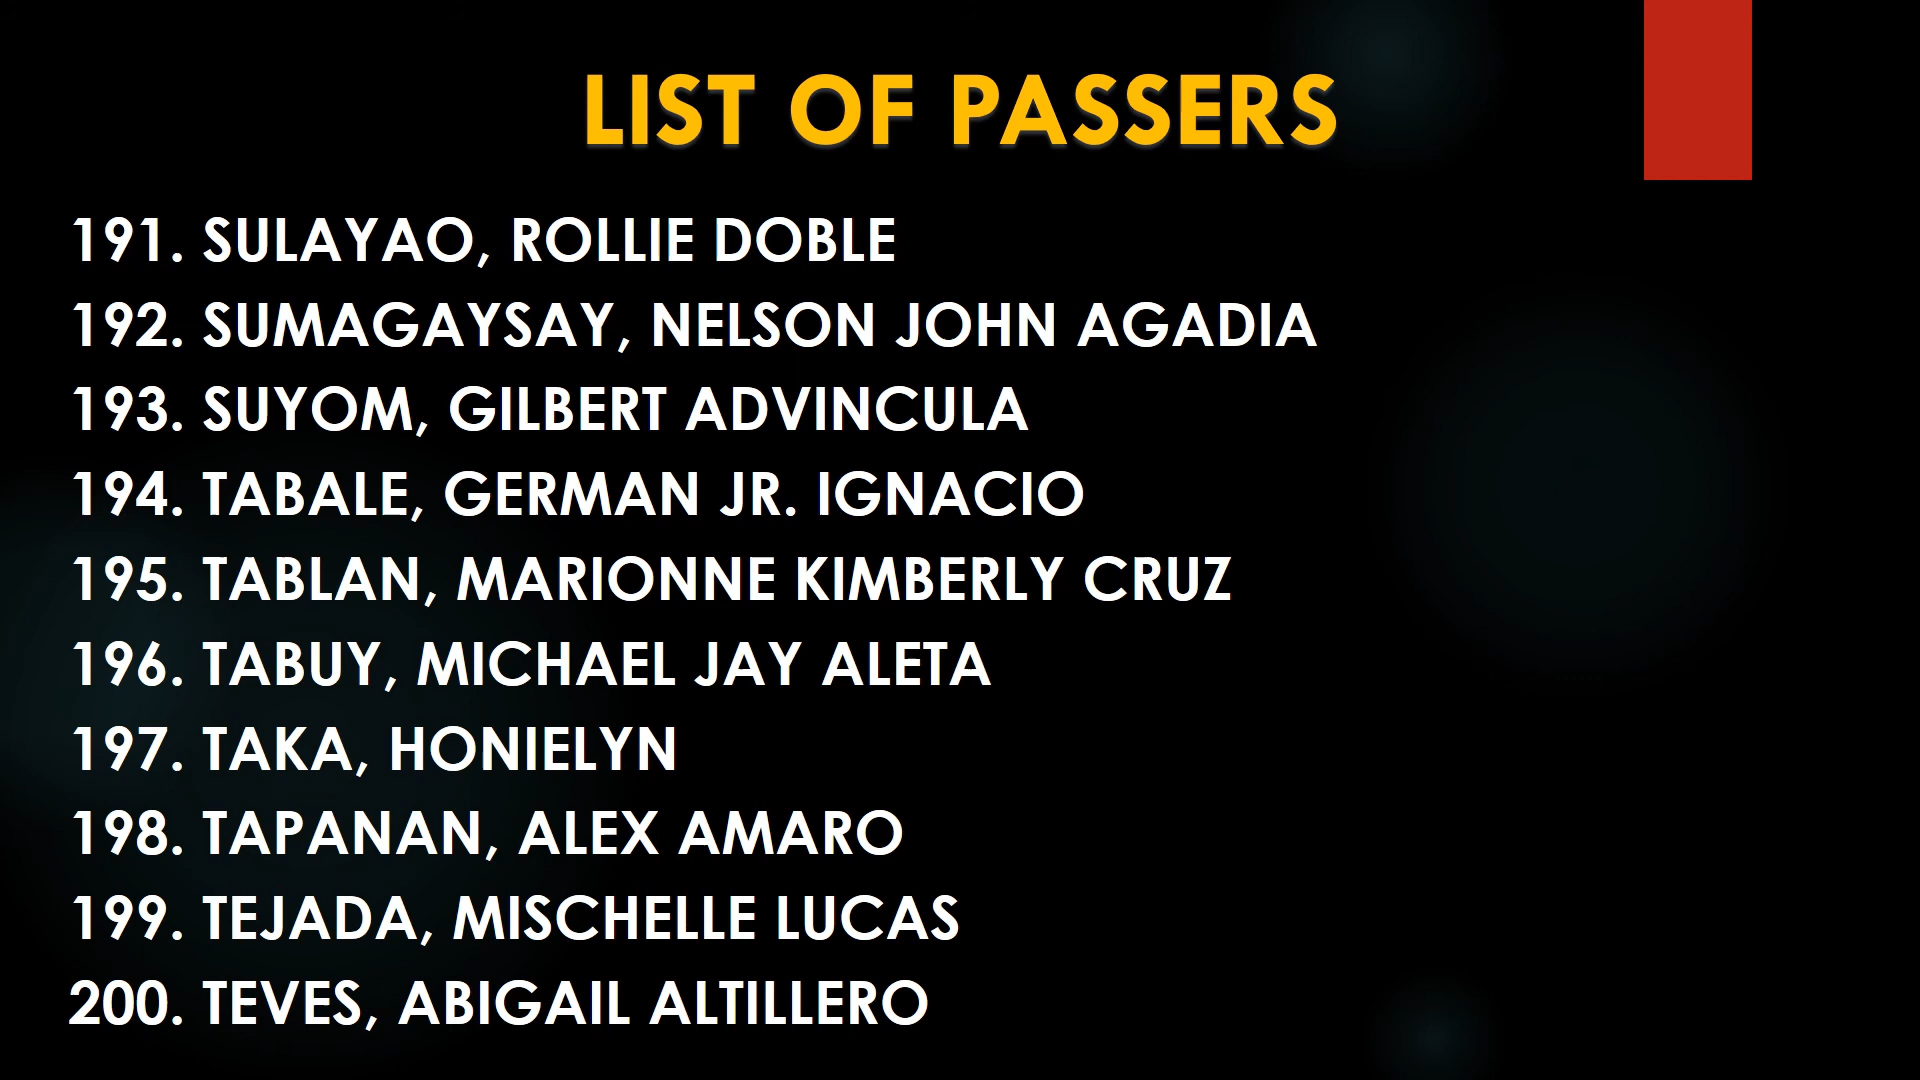 LIST OF PASSERS
191. SULAYAO, ROLLIE DOBLE
192. SUMAGAYSAY, NELSON JOHN AGADIA
193. SUYOM, GILBERT ADVINCULA
194. TABALE, GERMAN JR. IGNACIO
195. TABLAN, MARIONNE KIMBERLY CRUZ
196. TABUY, MICHAEL JAY ALETA
197. TAKA, HONIELYN
198. TAPANAN, ALEX AMARO
199. TEJADA, MISCHELLE LUCAS
200. TEVES, ABIGAIL ALTILLERO